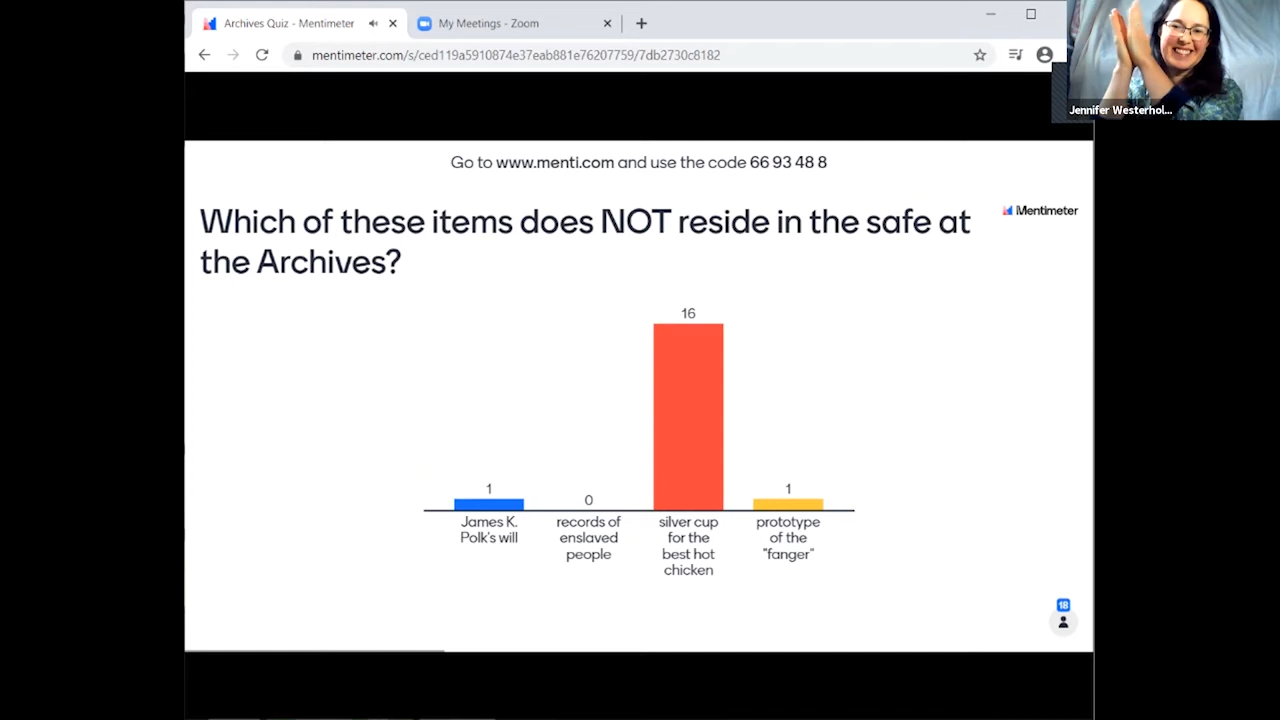 Archives Quiz - Mentimeter
My Meetings - Zoom
mentimeter.com/s/ced119a5910874e37eab881e76207759/7db2730c8182
Jennifer Westerhol...
Go to www.menti.com and use the code 66 93 48 8
Which of these items does NOT reside in the safe at
the Archives?
Mentimeter
16
1
0
1
James K.
Polk's will
records of
enslaved
people
silver cup
for the
best hot
chicken
prototype
of the
"fanger"
18